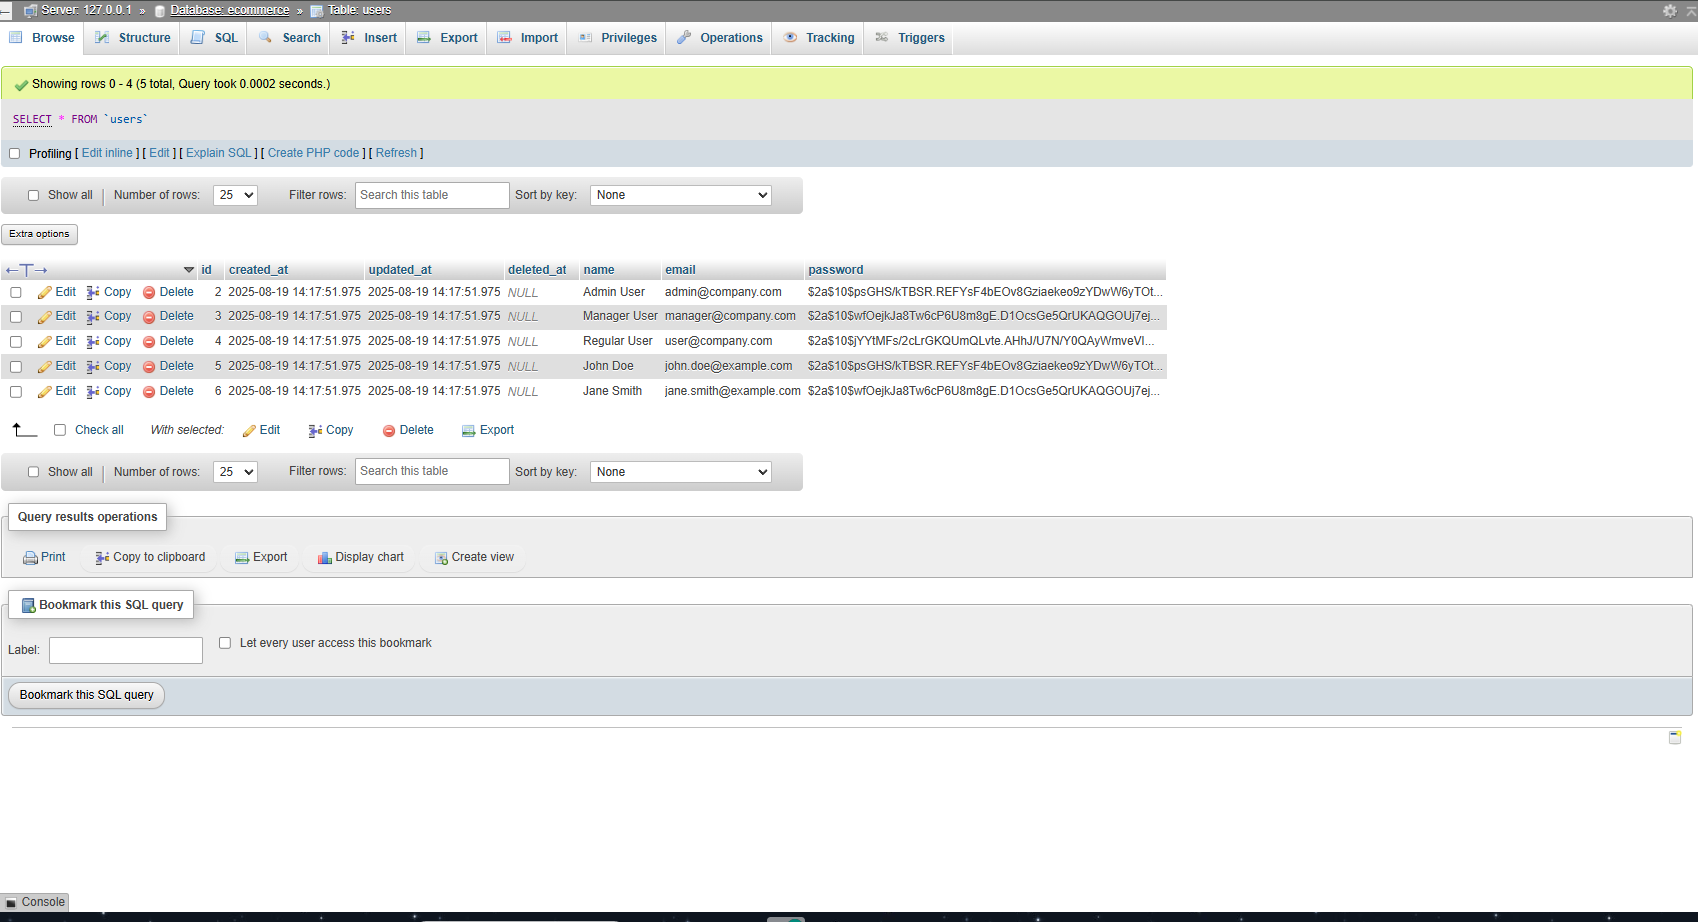 Server: 127.0.0.1 » Database: ecommerce » Table: users
Browse Structure SQL Search Insert Export Import Privileges Operations Tracking Triggers
Showing rows 0 - 4 (5 total, Query took 0.0002 seconds.)
SELECT * FROM `users`
Profiling [ Edit inline ] [ Edit ] [ Explain SQL ] [ Create PHP code ] [ Refresh ]
Show all Number of rows: 25 Filter rows: Search this table Sort by key: None
Extra options
←T→ id created_at updated_at deleted_at name email password
Edit Copy Delete 2 2025-08-19 14:17:51.975 2025-08-19 14:17:51.975 NULL Admin User admin@company.com $2a$10$psGHS/kTBSR.REFYsF4bEOv8Gziaekeo9zYDwW6yTOt...
Edit Copy Delete 3 2025-08-19 14:17:51.975 2025-08-19 14:17:51.975 NULL Manager User manager@company.com $2a$10$wfOejkJa8Tw6cP6U8m8gE.D1OcsGe5QrUKAQGOUj7ej...
Edit Copy Delete 4 2025-08-19 14:17:51.975 2025-08-19 14:17:51.975 NULL Regular User user@company.com $2a$10$jYYtMFs/2cLrGKQUmQLvte.AHhJ/U7N/Y0QAyWmveVI...
Edit Copy Delete 5 2025-08-19 14:17:51.975 2025-08-19 14:17:51.975 NULL John Doe john.doe@example.com $2a$10$psGHS/kTBSR.REFYsF4bEOv8Gziaekeo9zYDwW6yTOt...
Edit Copy Delete 6 2025-08-19 14:17:51.975 2025-08-19 14:17:51.975 NULL Jane Smith jane.smith@example.com $2a$10$wfOejkJa8Tw6cP6U8m8gE.D1OcsGe5QrUKAQGOUj7ej...
Check all With selected: Edit Copy Delete Export
Show all Number of rows: 25 Filter rows: Search this table Sort by key: None
Query results operations
Print Copy to clipboard Export Display chart Create view
Bookmark this SQL query
Label: Let every user access this bookmark
Bookmark this SQL query
Console